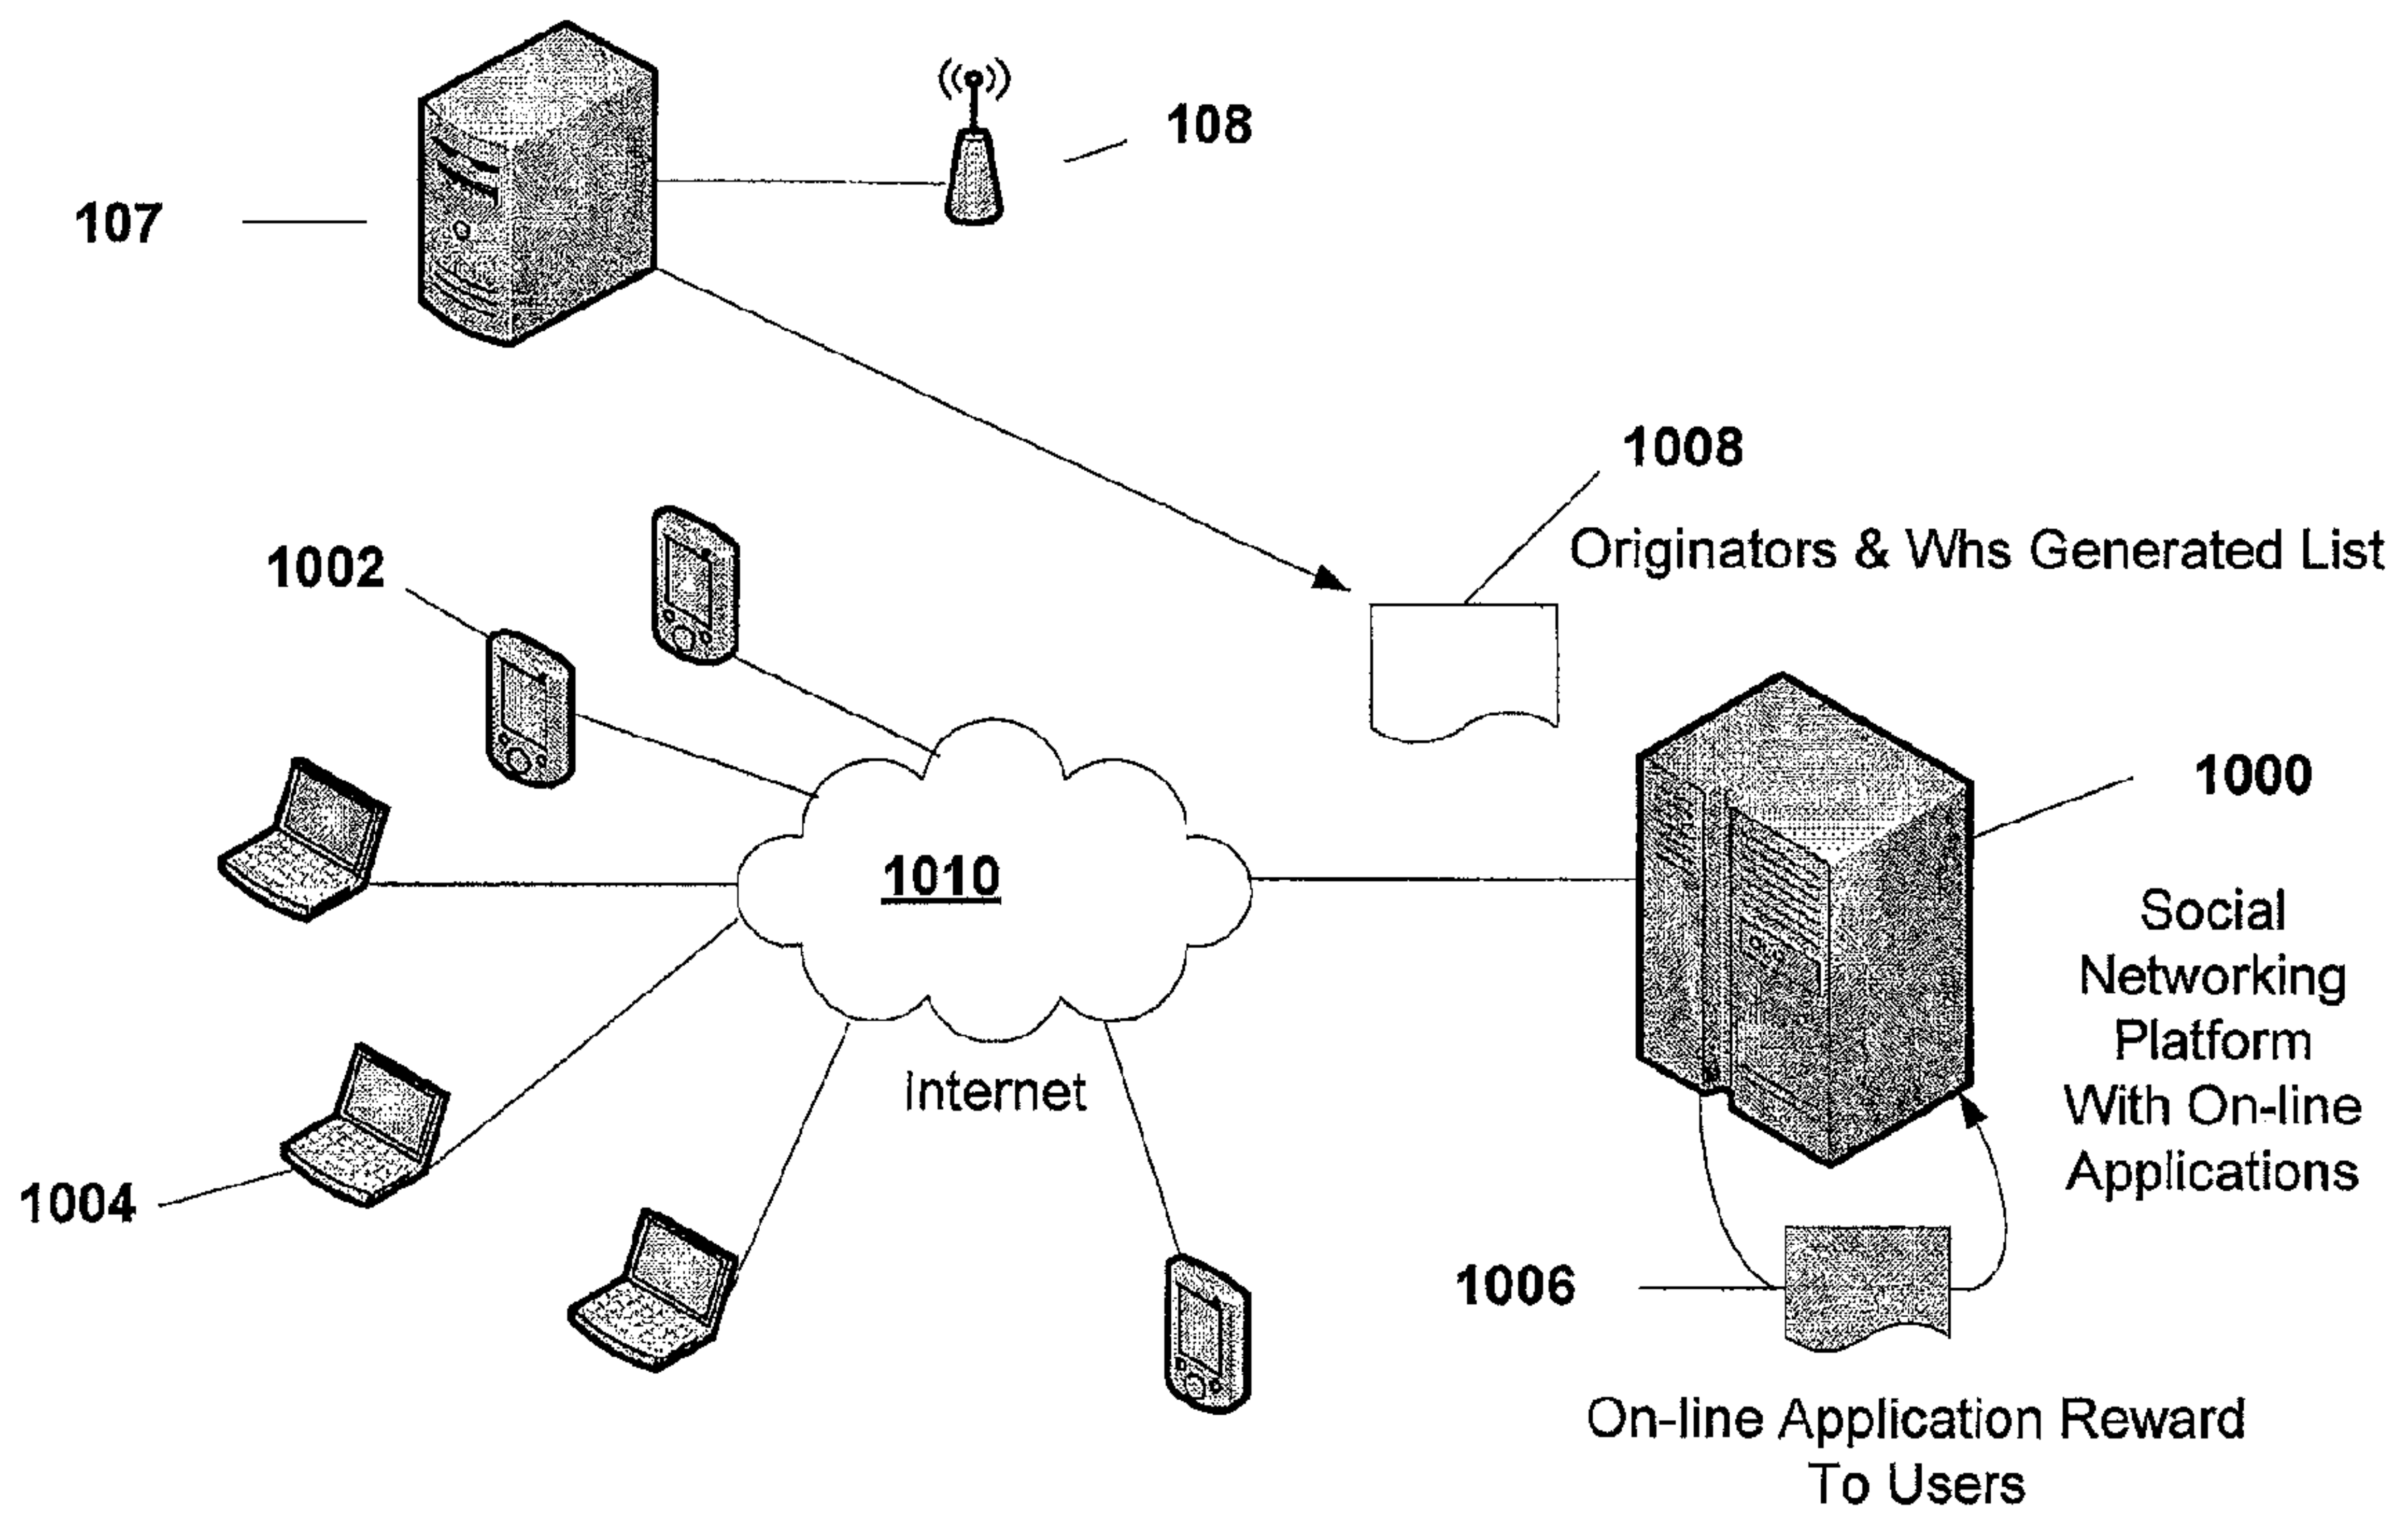 108
107
1008
Originators & Whs Generated List
1002
1000
1010
Social
Networking
Platform
With On-line
Applications
Internet
1004
1006
On-line Application Reward
To Users